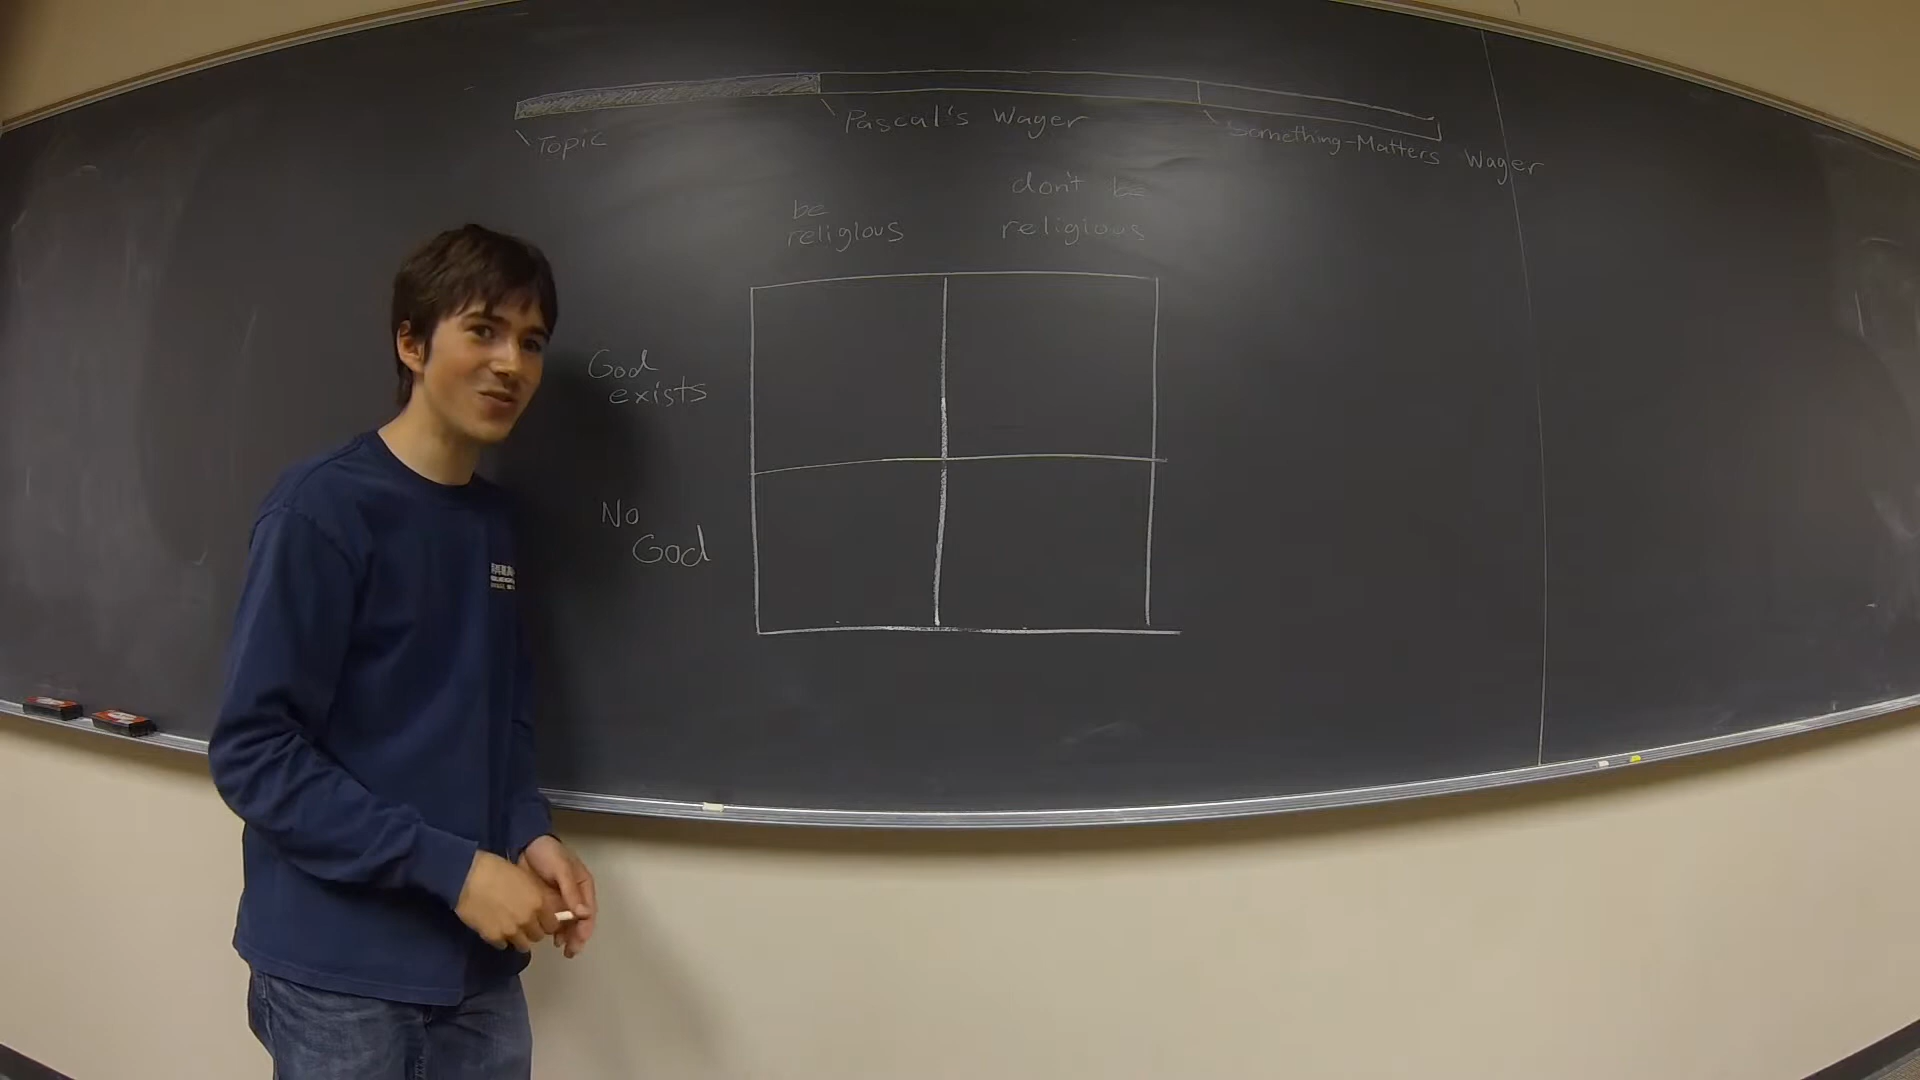 Topic
Pascal's Wager
Something-Matters Wager
be
religious
don't be
religious
God
exists
No
God